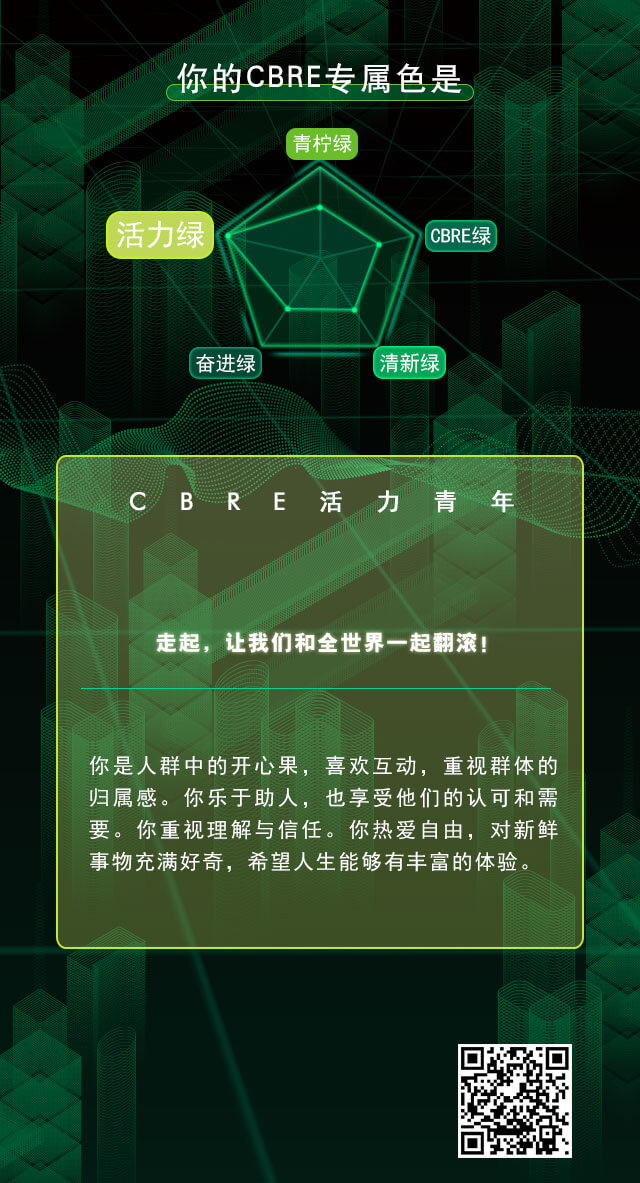 你的CBRE专属色是
青柠绿
活力绿
CBRE绿
奋进绿
清新绿
CBRE活力青年
走起，让我们和全世界一起翻滚！
你是人群中的开心果，喜欢互动，重视群体的
归属感。你乐于助人，也享受他们的认可和需
要。你重视理解与信任。你热爱自由，对新鲜
事物充满好奇，希望人生能够有丰富的体验。